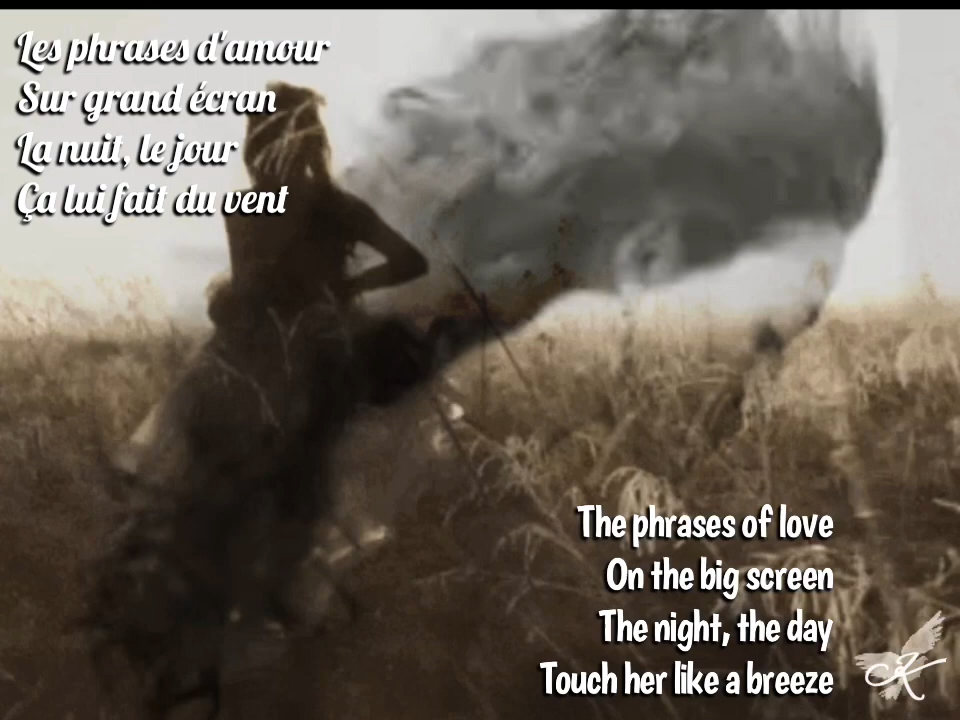 Les phrases d'amour
Sur grand écran
La nuit, le jour
Ça lui fait du vent
The phrases of love
On the big screen
The night, the day
Touch her like a breeze